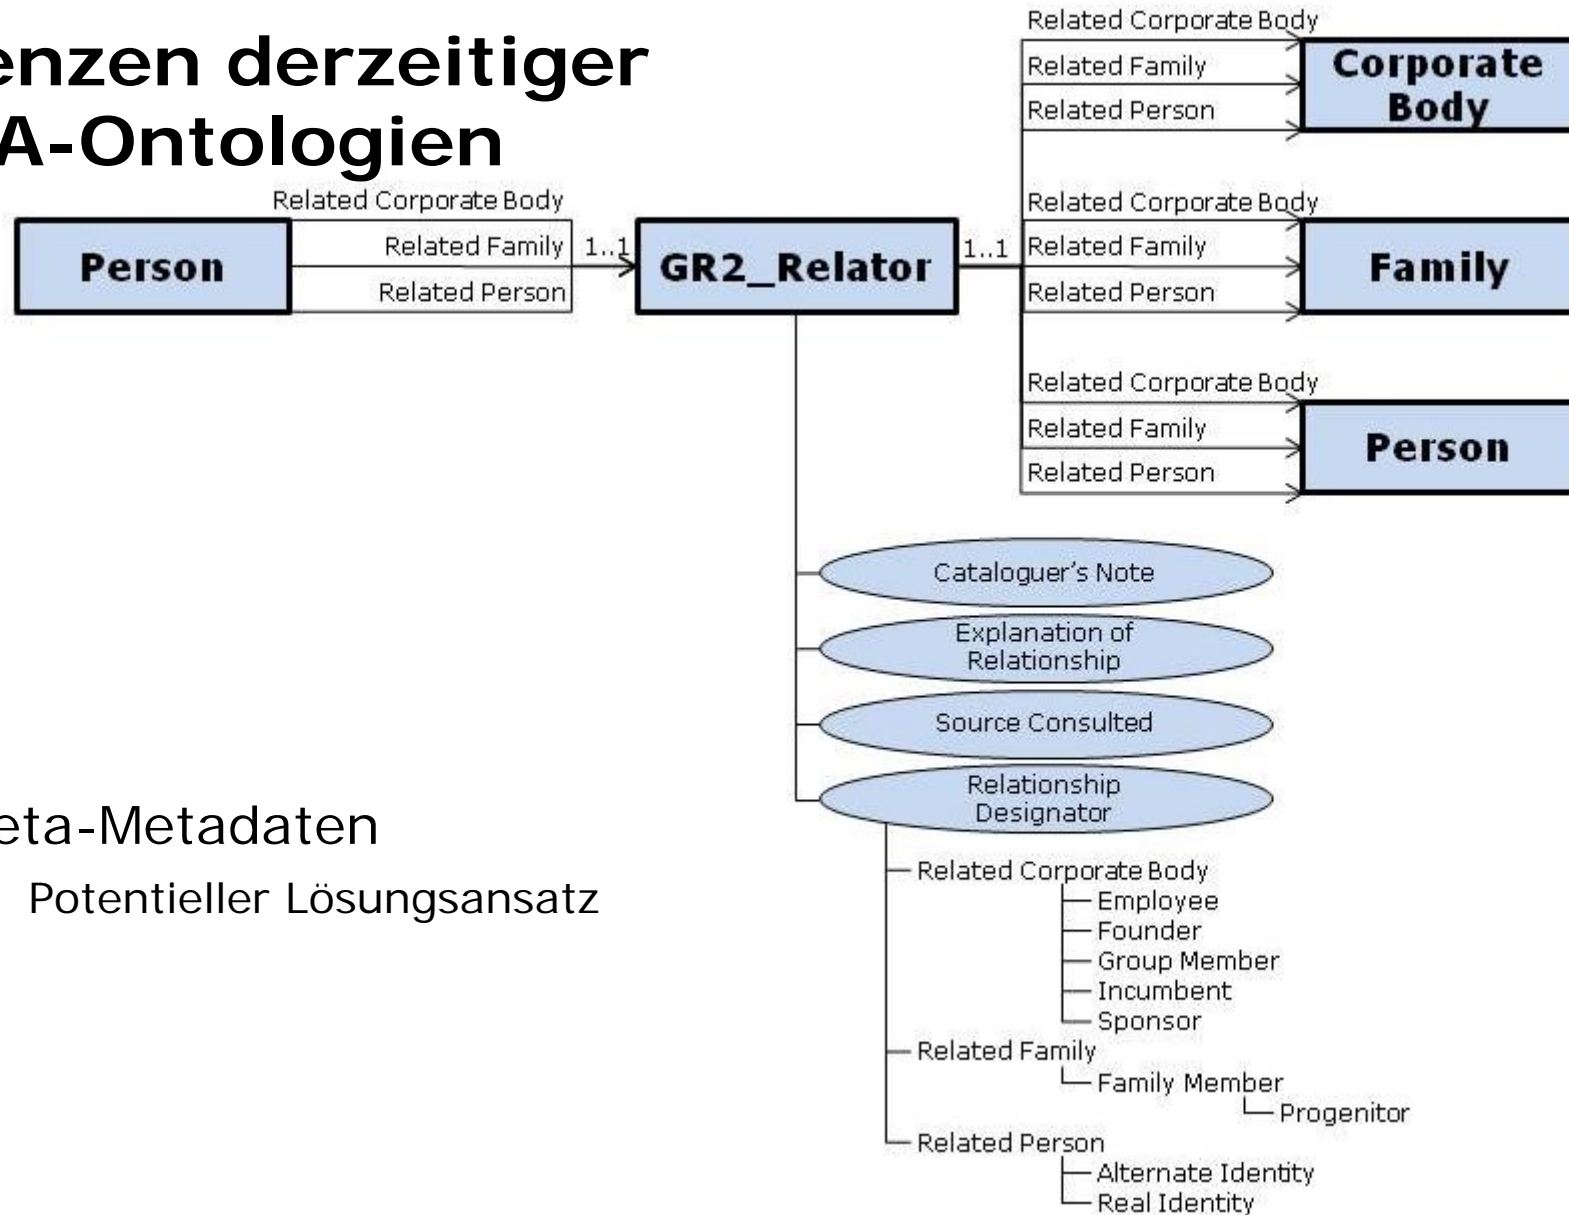 enzen derzeitiger
A-Ontologien
Related Corporate Body
Related Family
Related Person
Person
1..1
GR2_Relator
1..1
Related Corporate Body
Related Family
Related Person
Corporate
Body
Related Corporate Body
Related Family
Related Person
Family
Related Corporate Body
Related Family
Related Person
Person
Cataloguer's Note
Explanation of
Relationship
Source Consulted
Relationship
Designator
eta-Metadaten
Potentieller Lösungsansatz
Related Corporate Body
Employee
Founder
Group Member
Incumbent
Sponsor
Related Family
Family Member
Progenitor
Related Person
Alternate Identity
Real Identity